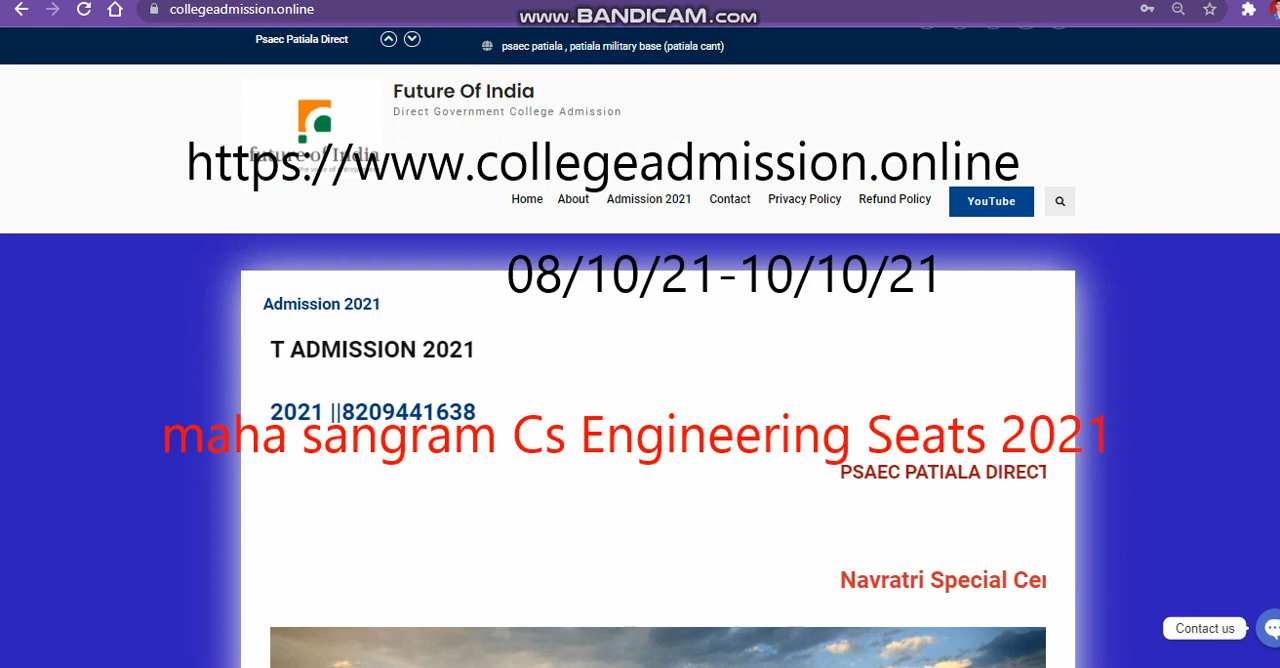 collegeadmission.online
www.BANDICAM.com
Psaec Patiala Direct
psaec patiala , patiala military base (patiala cant)
Future Of India
Direct Government College Admission
future of India
https://www.collegeadmission.online
Home About Admission 2021 Contact Privacy Policy Refund Policy YouTube
08/10/21-10/10/21
Admission 2021
T ADMISSION 2021
2021 ||8209441638
maha sangram Cs Engineering Seats 2021
PSAEC PATIALA DIRECT
Navratri Special Cer
Contact us